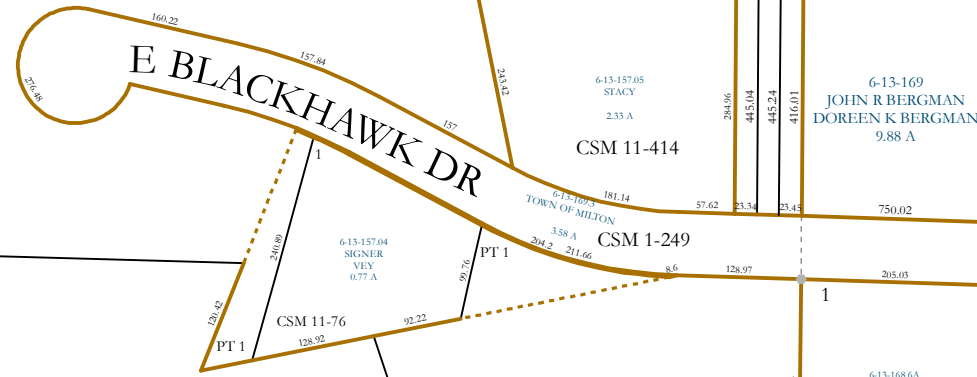 160.22
157.84
276.48
E BLACKHAWK DR
157
243.42
6-13-157.05
STACY
2.33 A
CSM 11-414
284.96
445.04
445.24
416.01
6-13-169
JOHN R BERGMAN
DOREEN K BERGMAN
9.88 A
181.14
57.62
23.34
23.45
750.02
6-13-169.3
TOWN OF MILTON
3.58 A
CSM 1-249
1
240.89
6-13-157.04
SIGNER
VEY
0.77 A
99.76
PT 1
204.2
211.66
8.6
128.97
205.03
1
120.42
PT 1
CSM 11-76
128.92
92.22
6-13-168.6A